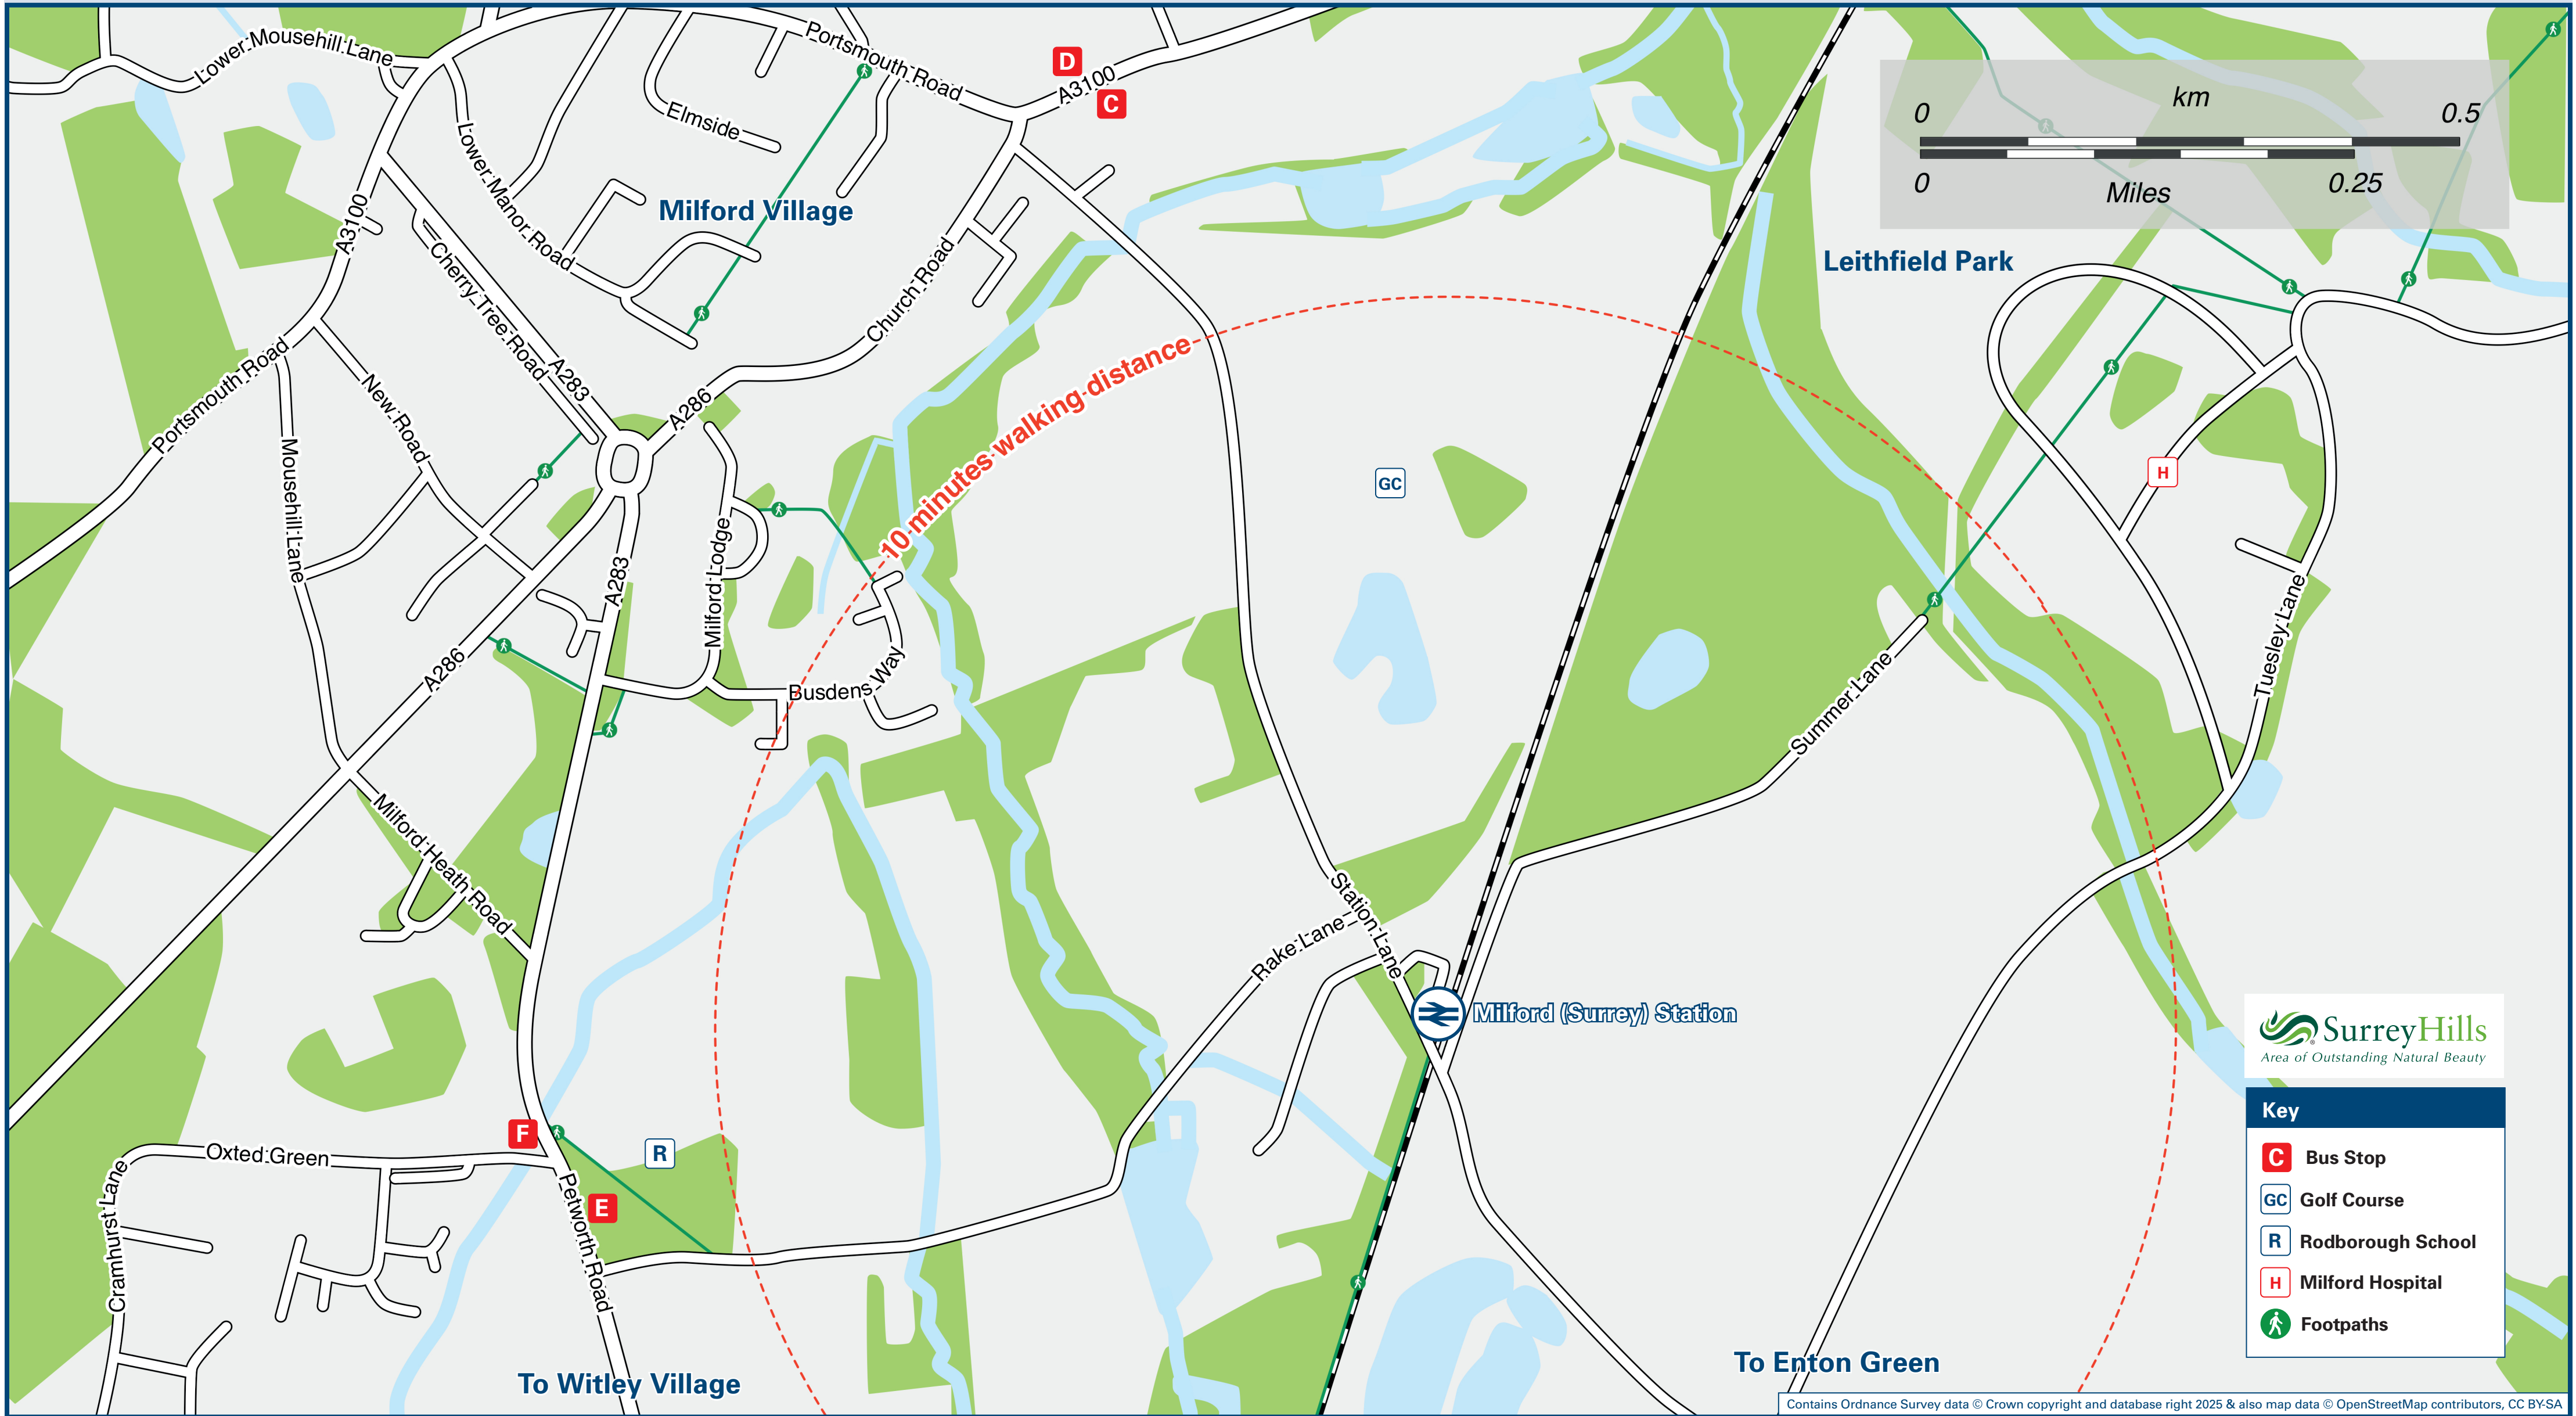 Lower Mousehill Lane
Portsmouth Road
D
A3100
C
Elmside
Lower Manor Road
Milford Village
A3100
Cherry Tree Road
A283
Church Road
A286
Portsmouth Road
New Road
Mousehill Lane
10 minutes walking distance
km
0
0.5
0
Miles
0.25
Leithfield Park
GC
H
A283
Milford Lodge
Busdens Way
A286
Tuesley Lane
Summer Lane
Milford Heath Road
Station Lane
Rake Lane
Milford (Surrey) Station
F
R
Oxted Green
E
Petworth Road
Cramhurst Lane
To Witley Village
To Enton Green
SurreyHills
®
Area of Outstanding Natural Beauty
Key
C Bus Stop
GC Golf Course
R Rodborough School
H Milford Hospital
Footpaths
Contains Ordnance Survey data © Crown copyright and database right 2025 & also map data © OpenStreetMap contributors, CC BY-SA